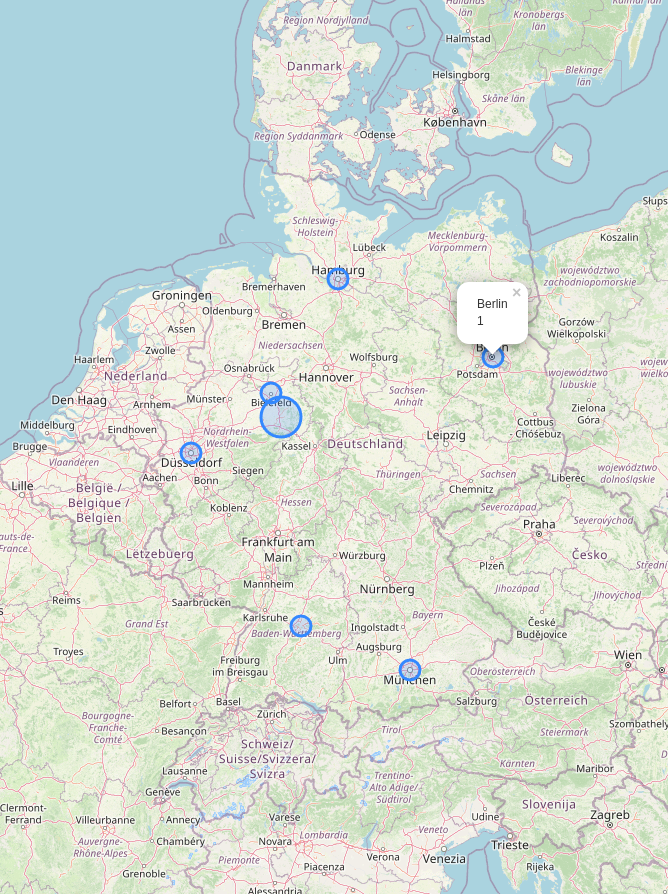 län
län
Kronobergs
län
Region Nordjylland
Halmstad
Danmark
Helsingborg
Blekinge
län
Skåne län
København
Odense
Region Syddanmark
Schleswig-
Holstein
Słups
Mecklenburg-
Vorpommern
Koszalin
Lübeck
Hamburg
województwo
zachodniopomorskie
Groningen
Bremerhaven
Oldenburg
Assen
Bremen
×
Berlin
1
Gorzów
Wielkopolski
Niedersachsen
Zwolle
Haarlem
Wolfsburg
Osnabrück
Potsdam
województwo
lubuskie
Nederland
Hannover
Den Haag
Arnhem
Münster
Bielefeld
Sachsen-
Anhalt
Zielona
Góra
Middelburg
Eindhoven
Cottbus
- Chóśebuz
Brugge
Nordrhein-
Westfalen
Kassel
Deutschland
Leipzig
Vlaanderen
Düsseldorf
Siegen
województwo
dolnośląskie
Aachen
Bonn
Thüringen
Sachsen
Liberec
Lille
België /
Belgique /
Belgien
Chemnitz
Koblenz
Hessen
Severozápad
Severovýchod
Praha
Frankfurt am
Main
Lëtzebuerg
Würzburg
Plzeň
Česko
Mannheim
Nürnberg
Jihozápad
Jihovýchod
Reims
Saarbrücken
Karlsruhe
Bayern
Grand Est
Baden-Württemberg
Ingolstadt
České
Budějovice
Troyes
Augsburg
Wien
Freiburg
im Breisgau
Ulm
München
Oberösterreich
Belfort
Basel
Salzburg
Österreich
Zürich
Bourgogne-
Franche-
Comté
Besançon
Tirol
Steiermark
Szombathely
Schweiz/
Suisse/Svizzera/
Svizra
Kärnten
Lausanne
Maribor
Genève
Trentino-
Alto Adige/
Südtirol
Clermont-
Ferrand
Villeurbanne
Annecy
Varese
Udine
Slovenija
Zagreb
Chambéry
Lombardia
Veneto
Auvergne-
Rhône-Alpes
Novara
Verona
Venezia
Trieste
Piemonte
Piacenza
Rijeka
Grenoble
Alessandria